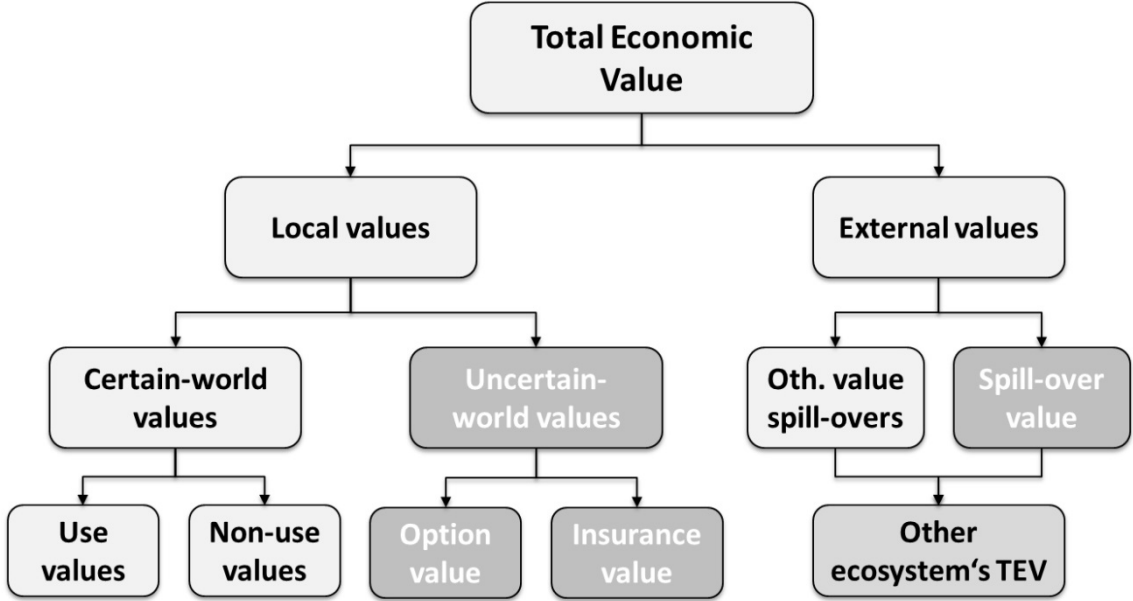 Total Economic
Value
Local values
External values
Certain-world
values
Uncertain-
world values
Oth. value
spill-overs
Spill-over
value
Use
values
Non-use
values
Option
value
Insurance
value
Other
ecosystem‘s TEV